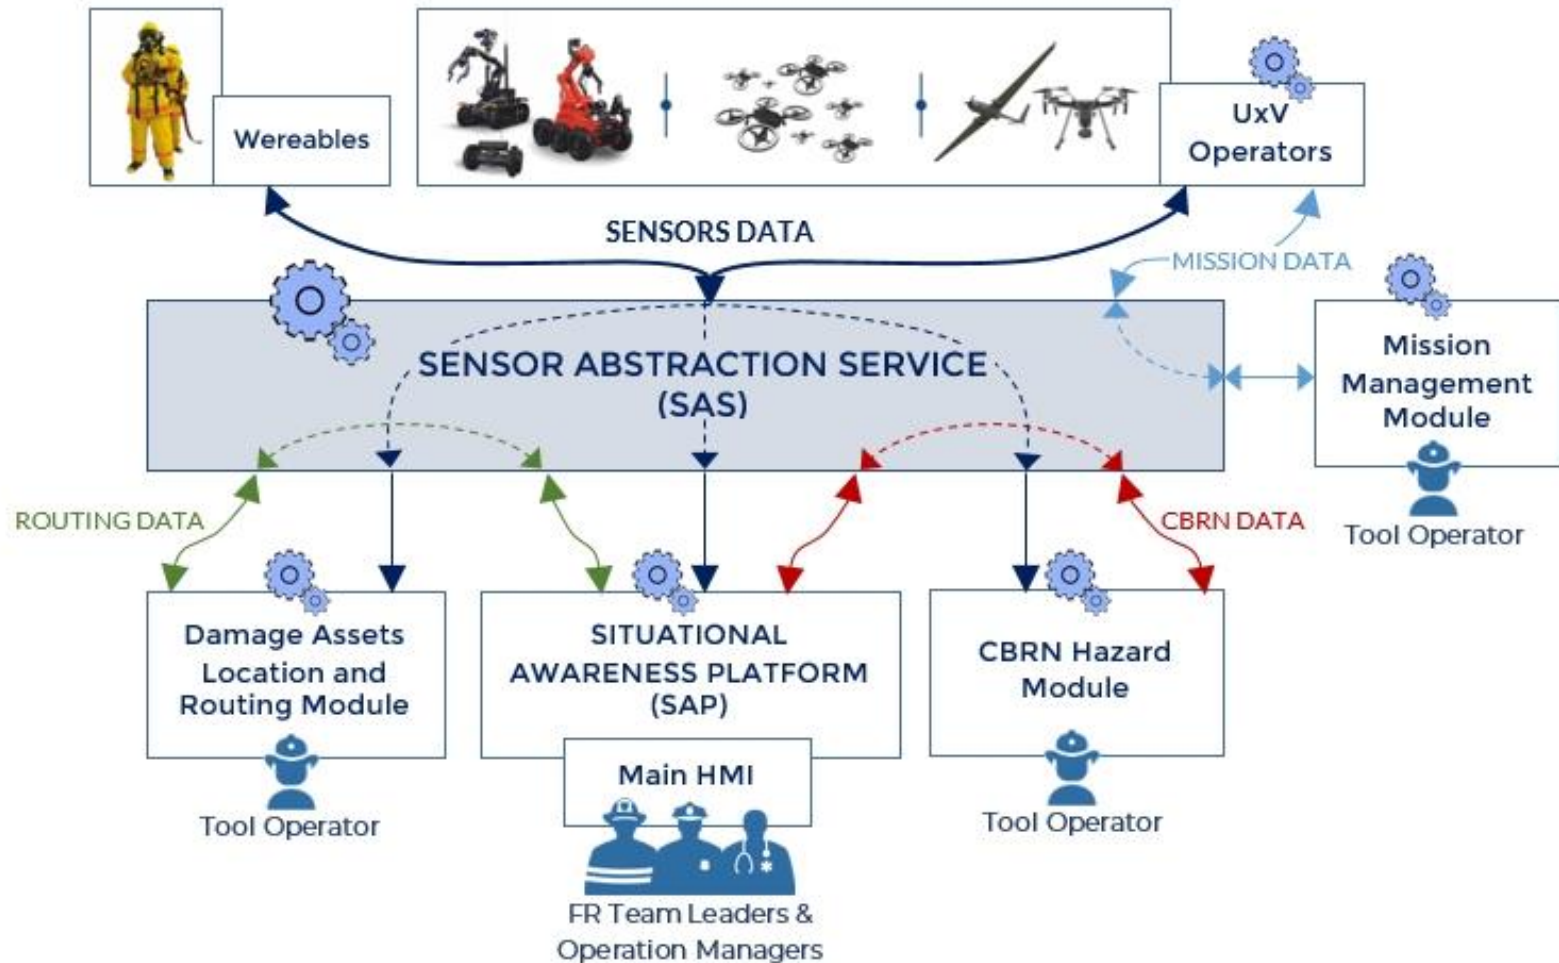 Wereables
UxV
Operators
SENSORS DATA
MISSION DATA
SENSOR ABSTRACTION SERVICE
(SAS)
Mission
Management
Module
Tool Operator
ROUTING DATA
CBRN DATA
Damage Assets
Location and
Routing Module
Tool Operator
SITUATIONAL
AWARENESS PLATFORM
(SAP)
Main HMI
FR Team Leaders &
Operation Managers
CBRN Hazard
Module
Tool Operator